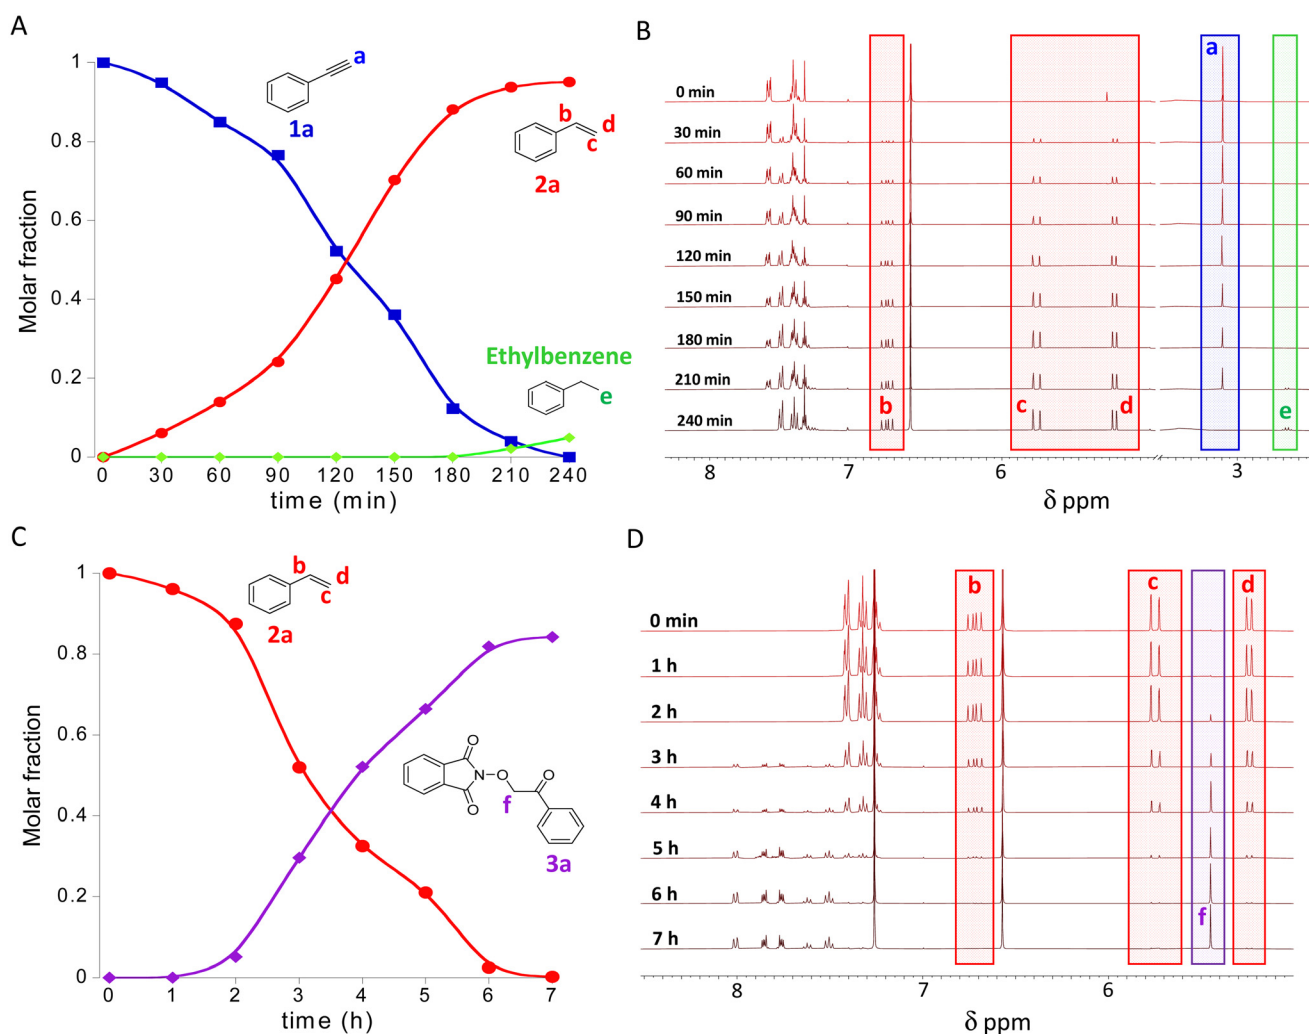 A
Molar fraction
1
0.8
0.6
0.4
0.2
0
0 30 60 90 120 150 180 210 240
time (min)
a
1a
b d
c
2a
Ethylbenzene
e
B
0 min
30 min
60 min
90 min
120 min
150 min
180 min
210 min
240 min
b
c d
a
e
8 7 6 3
δ ppm
C
Molar fraction
1
0.8
0.6
0.4
0.2
0
0 1 2 3 4 5 6 7
time (h)
b d
c
2a
O
N O O
O
f
3a
D
0 min
1 h
2 h
3 h
4 h
5 h
6 h
7 h
b
c
d
f
8 7 6
δ ppm